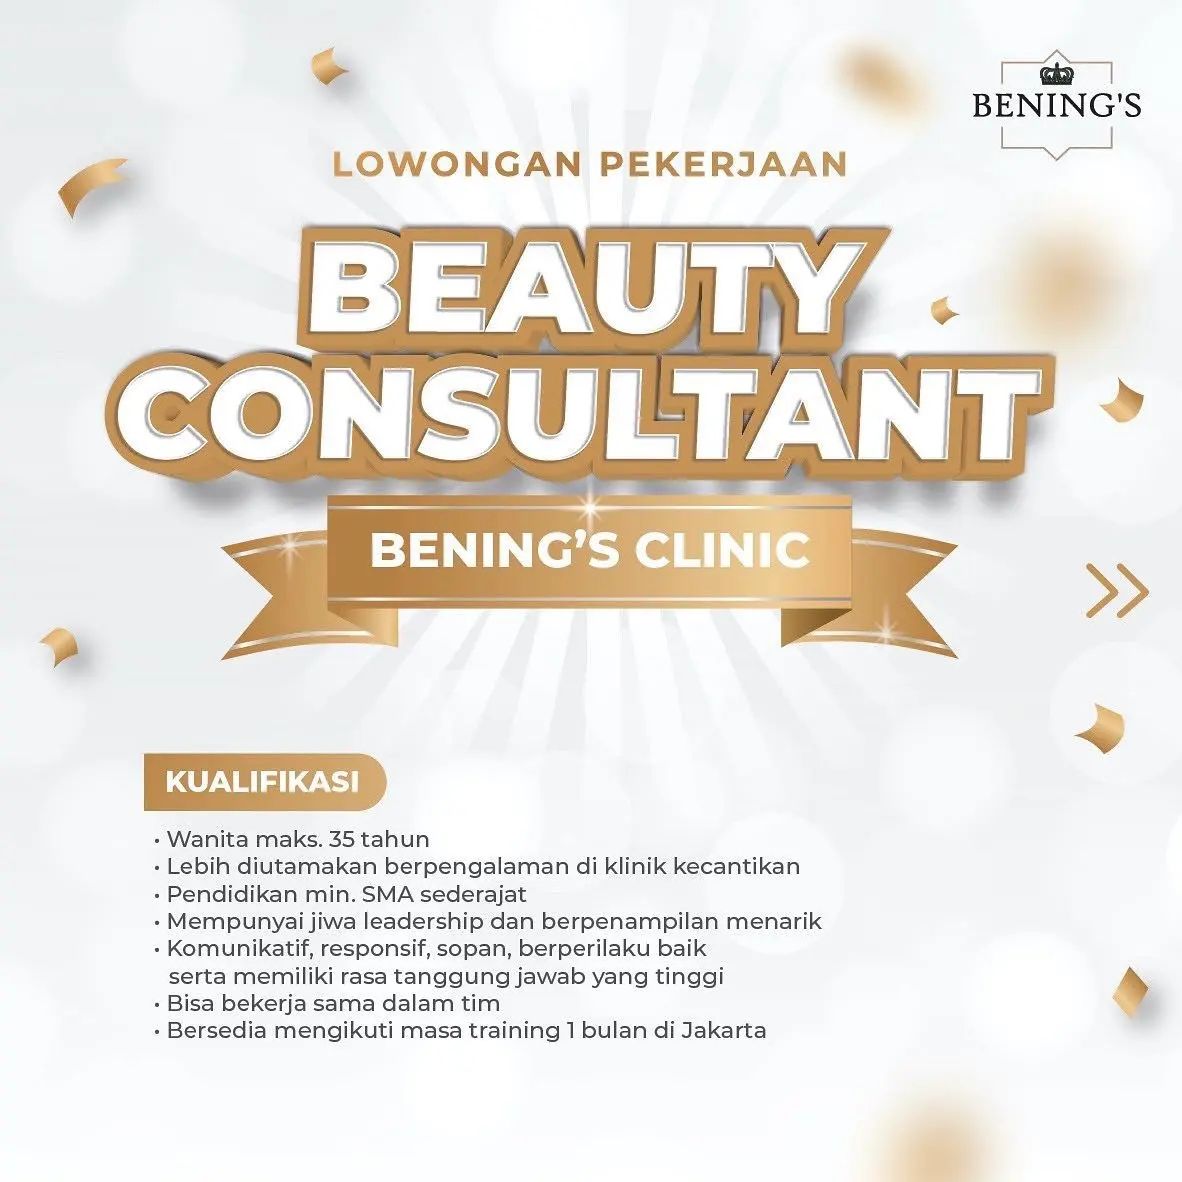 BENING'S
LOWONGAN PEKERJAAN
BEAUTY
CONSULTANT
BENING'S CLINIC
KUALIFIKASI
• Wanita maks. 35 tahun
• Lebih diutamakan berpengalaman di klinik kecantikan
• Pendidikan min. SMA sederajat
• Mempunyai jiwa leadership dan berpenampilan menarik
• Komunikatif, responsif, sopan, berperilaku baik
serta memiliki rasa tanggung jawab yang tinggi
• Bisa bekerja sama dalam tim
• Bersedia mengikuti masa training 1 bulan di Jakarta